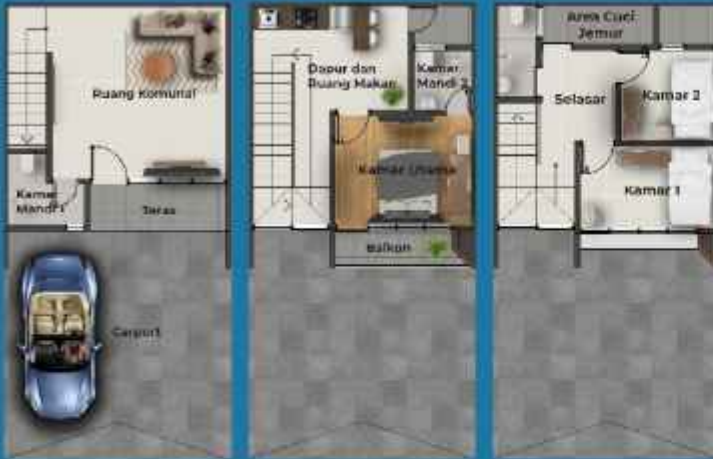 Ruang Komunal
Kamar
Mandi 1
Teras
Carport
Dapur dan
Ruang Makan
Kamar
Mandi 2
Kamar Utama
Balkon
Area Cuci
Jemur
Selasar
Kamar 2
Kamar 1